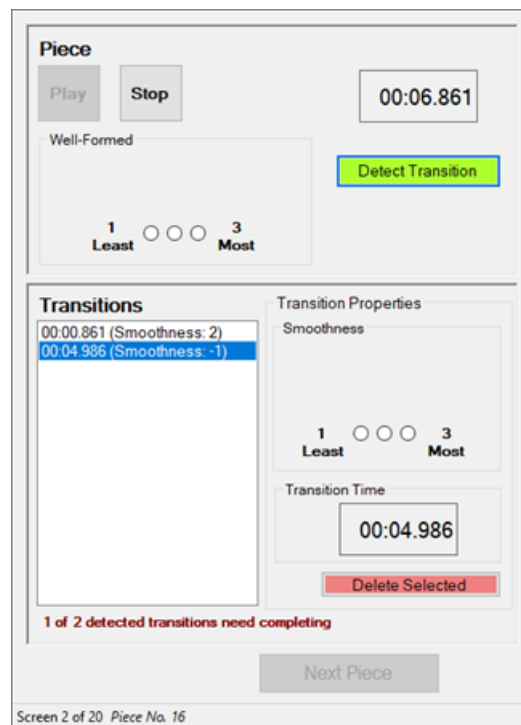 Piece
Play Stop
00:06.861
Well-Formed
Detect Transition
1 3
Least Most
Transitions
00:00.861 (Smoothness: 2)
00:04.986 (Smoothness: -1)
Transition Properties
Smoothness
1 3
Least Most
Transition Time
00:04.986
Delete Selected
1 of 2 detected transitions need completing
Next Piece
Screen 2 of 20 Piece No. 16